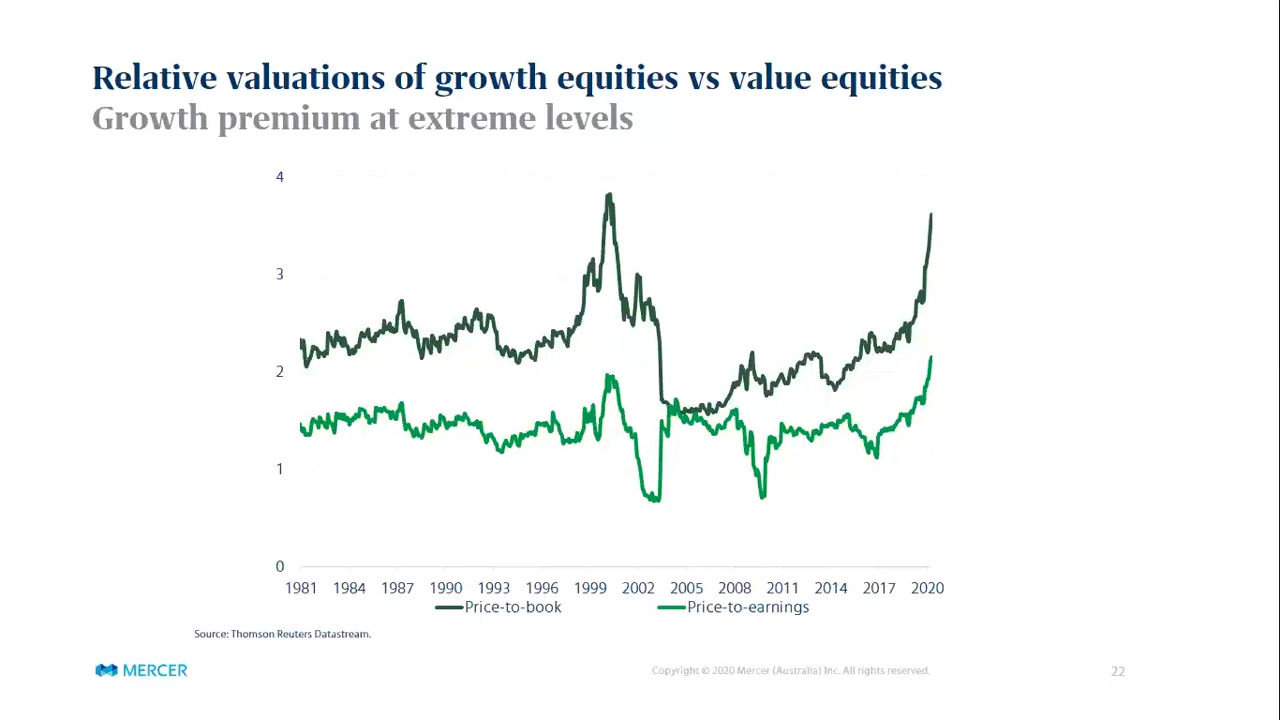 Relative valuations of growth equities vs value equities
Growth premium at extreme levels
4
3
2
1
0
1981 1984 1987 1990 1993 1996 1999 2002 2005 2008 2011 2014 2017 2020
Price-to-book Price-to-earnings
Source: Thomson Reuters Datastream.
MERCER
Copyright © 2020 Mercer (Australia) Inc. All rights reserved.
22